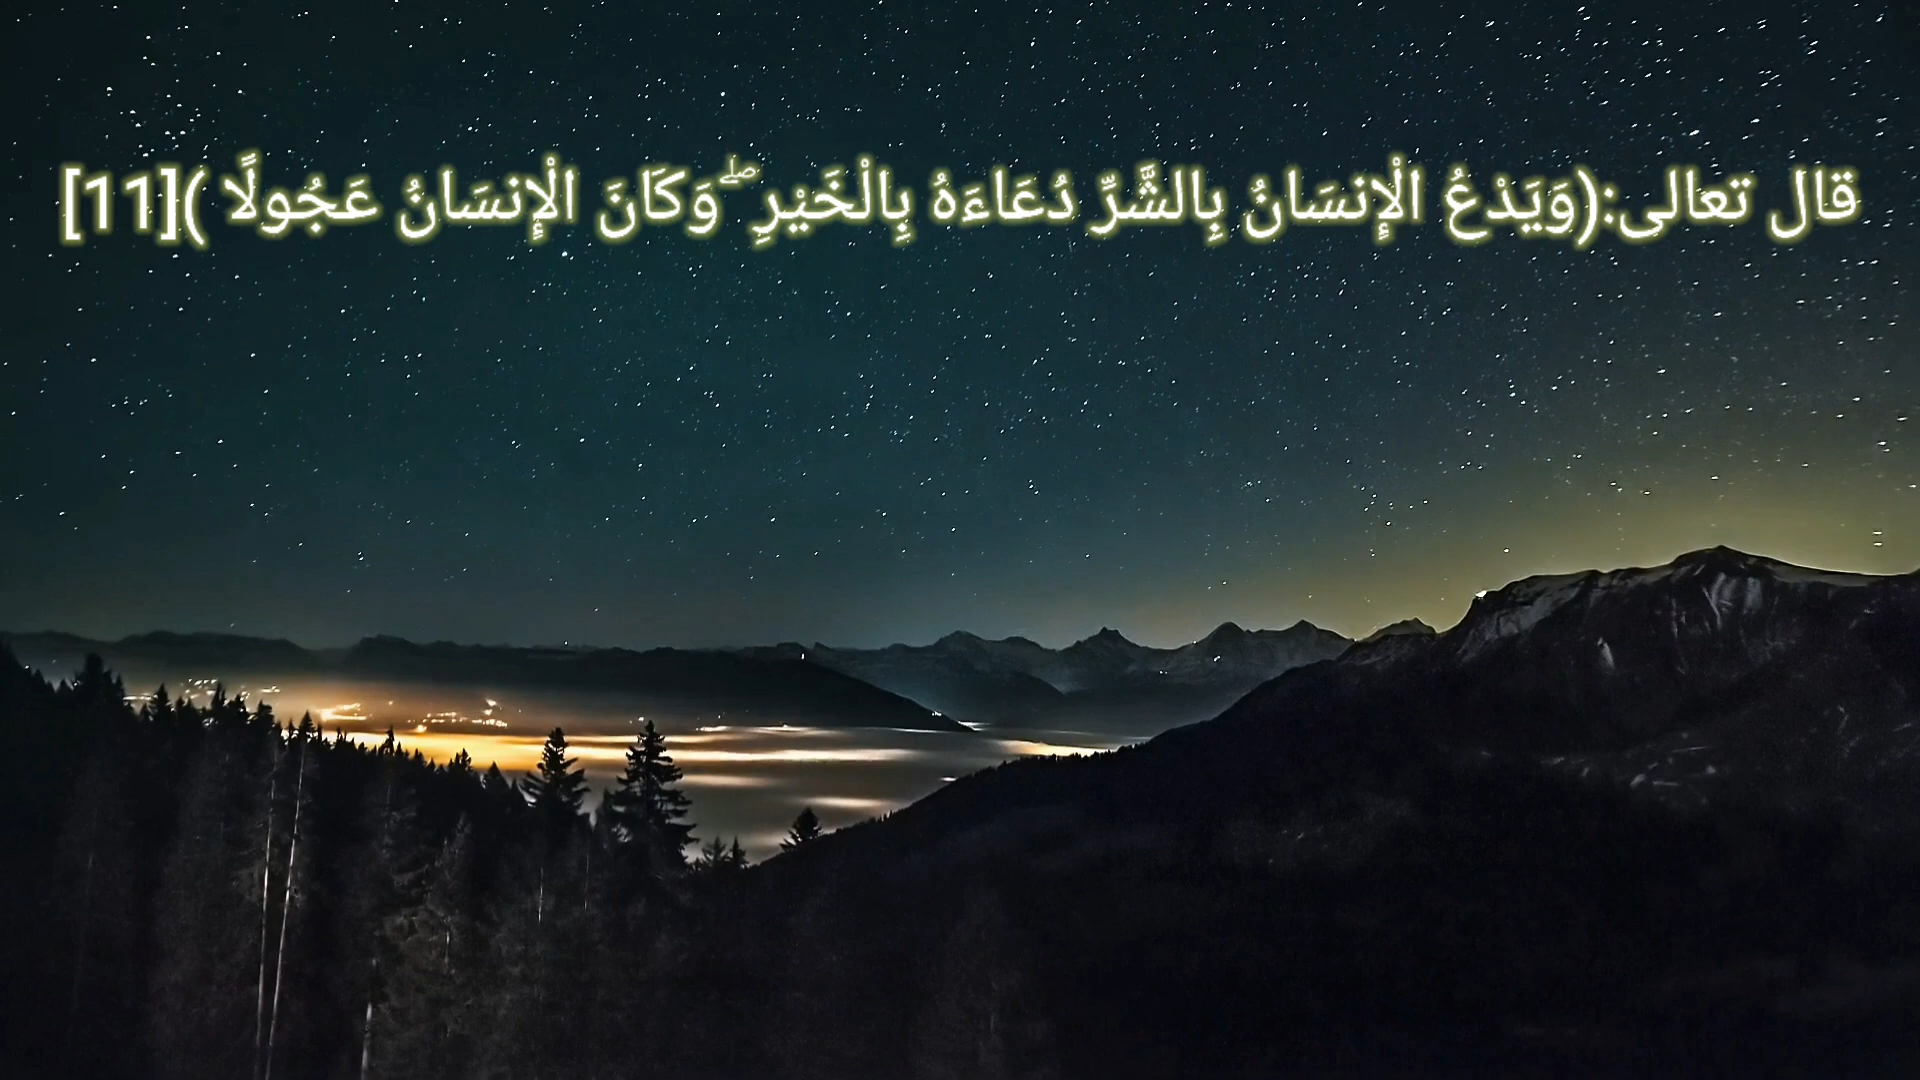 قال تعالى:(وَيَدْعُ الْإِنسَانُ بِالشَّرِّ دُعَاءَهُ بِالْخَيْرِ ۖ وَكَانَ الْإِنسَانُ عَجُولًا )[11]